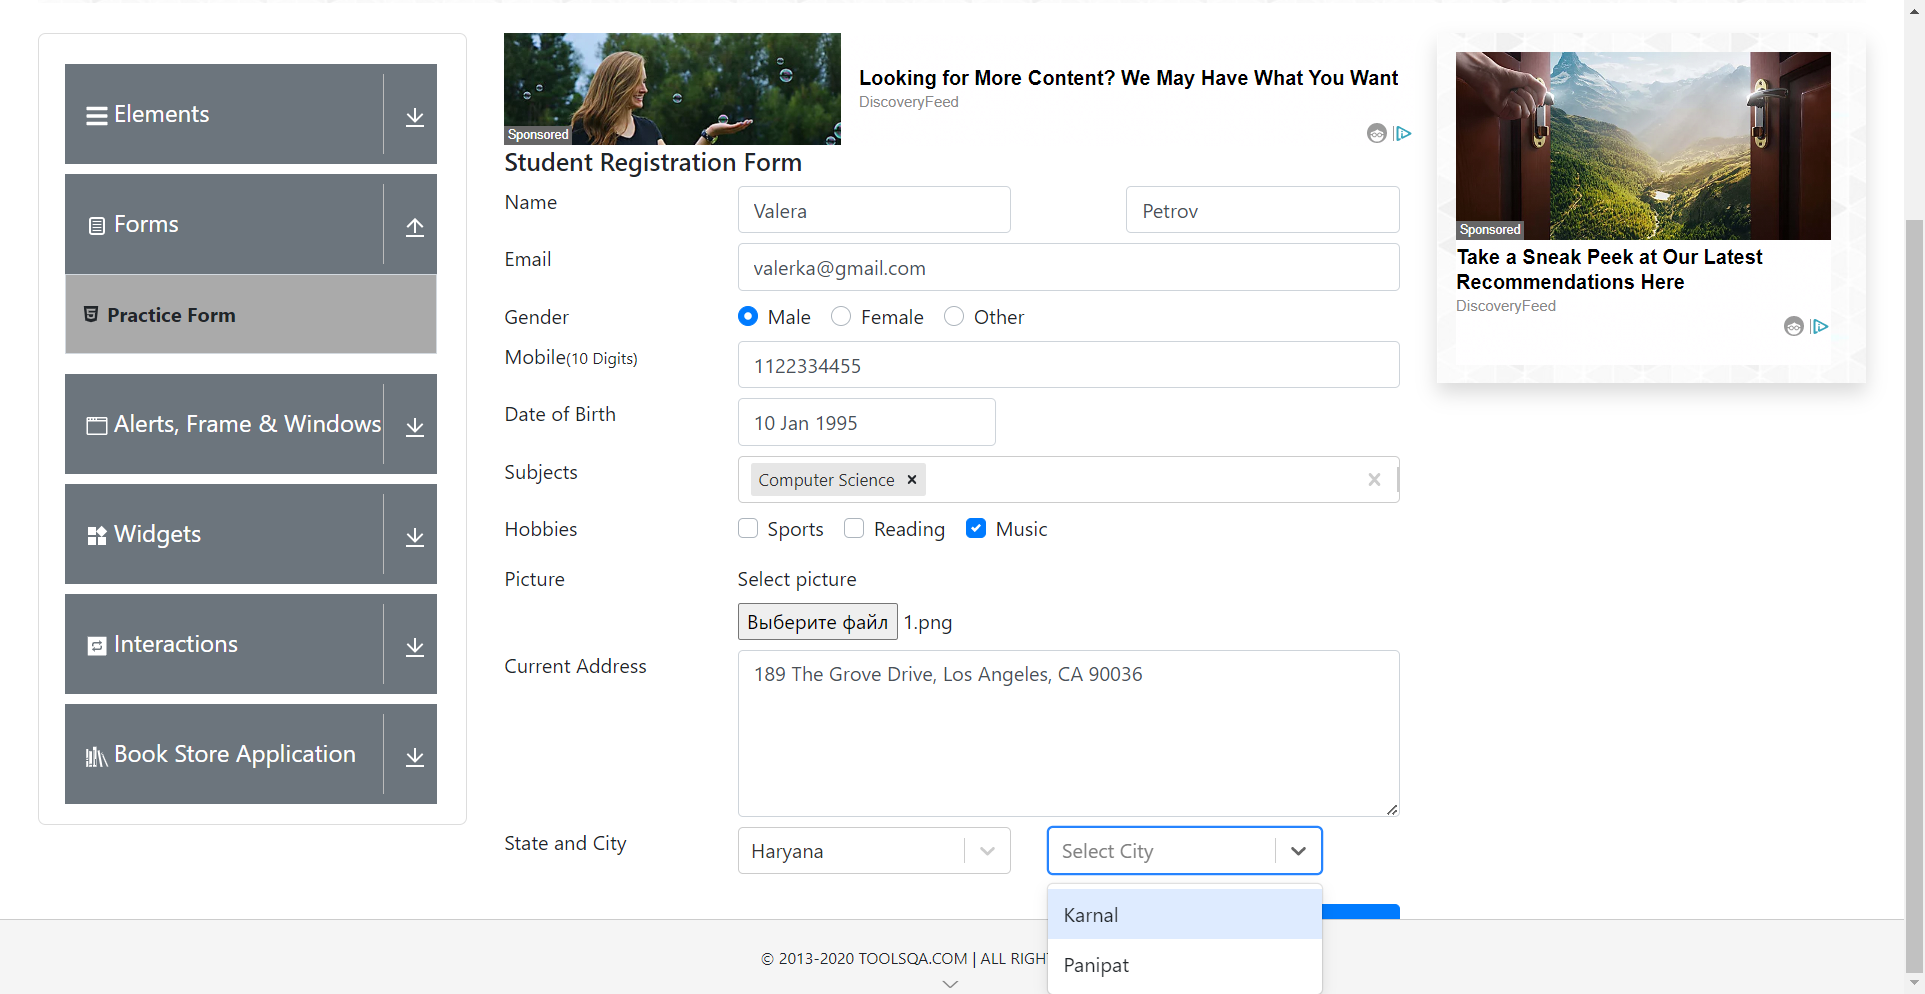 Elements
Forms
Practice Form
Alerts, Frame & Windows
Widgets
Interactions
Book Store Application
Sponsored
Looking for More Content? We May Have What You Want
DiscoveryFeed
Student Registration Form
Name
Valera
Petrov
Email
valerka@gmail.com
Gender
Male
Female
Other
Mobile(10 Digits)
1122334455
Date of Birth
10 Jan 1995
Subjects
Computer Science
Hobbies
Sports
Reading
Music
Picture
Select picture
Выберите файл 1.png
Current Address
189 The Grove Drive, Los Angeles, CA 90036
State and City
Haryana
Select City
Karnal
Panipat
© 2013-2020 TOOLSQA.COM | ALL RIGH
Sponsored
Take a Sneak Peek at Our Latest
Recommendations Here
DiscoveryFeed